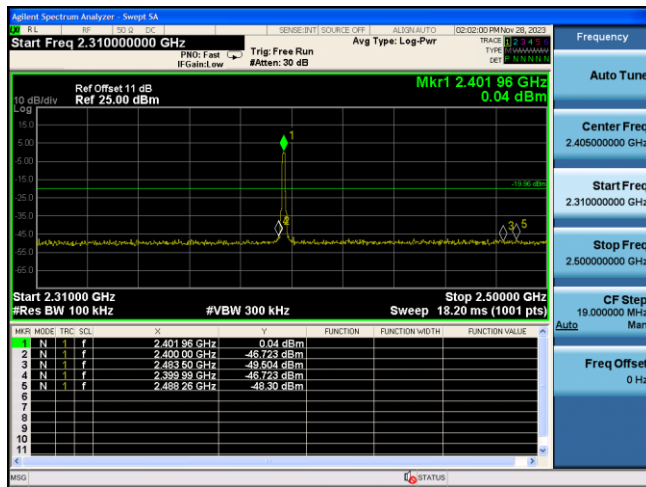 Agilent Spectrum Analyzer - Swept SA
RL RF 50 Ω DC SENSE:INT SOURCE OFF ALIGNAUTO 02:02:00 PM Nov 28, 2023
Start Freq 2.310000000 GHz
PNO: Fast
IFGain:Low
Trig: Free Run
#Atten: 30 dB
Avg Type: Log-Pwr
TRACE 1 2 3 4 5 6
TYPE M
DET P N N N N N
Ref Offset 11 dB
Ref 25.00 dBm
10 dB/div
Log
Mkr1 2.401 96 GHz
0.04 dBm
15.0
5.00
-5.00
-15.0
-25.0
-35.0
-45.0
-55.0
-65.0
1
-19.96 dBm
3
5
Start 2.31000 GHz
#Res BW 100 kHz
#VBW 300 kHz
Stop 2.50000 GHz
Sweep 18.20 ms (1001 pts)
MKR MODE TRC SCL X Y FUNCTION FUNCTION WIDTH FUNCTION VALUE
1 N 1 f 2.401 96 GHz 0.04 dBm
2 N 1 f 2.400 00 GHz -46.723 dBm
3 N 1 f 2.483 50 GHz -49.504 dBm
4 N 1 f 2.399 99 GHz -46.723 dBm
5 N 1 f 2.488 26 GHz -48.30 dBm
6
7
8
9
10
11
MSG STATUS
Frequency
Auto Tune
Center Freq
2.405000000 GHz
Start Freq
2.310000000 GHz
Stop Freq
2.500000000 GHz
CF Step
19.000000 MHz
Auto Man
Freq Offset
0 Hz